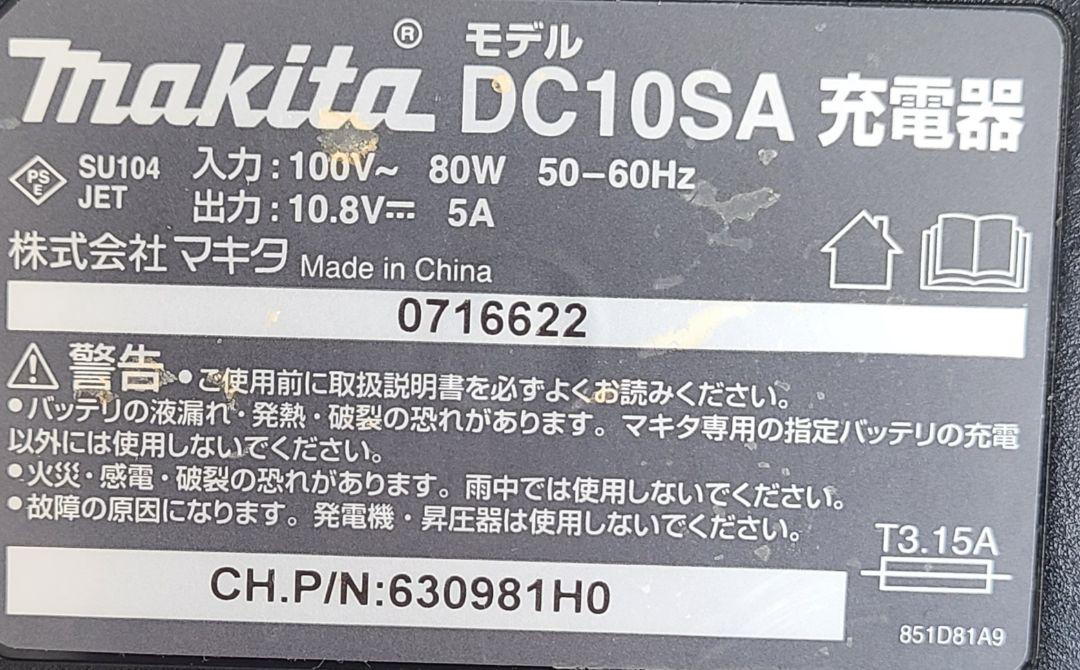 makita® モデル DC10SA 充電器
PS E SU104 JET 入力:100V~ 80W 50-60Hz
出力:10.8V⎓ 5A
株式会社 マキタ Made in China
0716622
⚠警告 •ご使用前に取扱説明書を必ずよくお読みください。
•バッテリの液漏れ・発熱・破裂の恐れがあります。マキタ専用の指定バッテリの充電
以外には使用しないでください。
•火災・感電・破裂の恐れがあります。雨中では使用しないでください。
•故障の原因になります。発電機・昇圧器は使用しないでください。
T3.15A
CH.P/N:630981H0
851D81A9